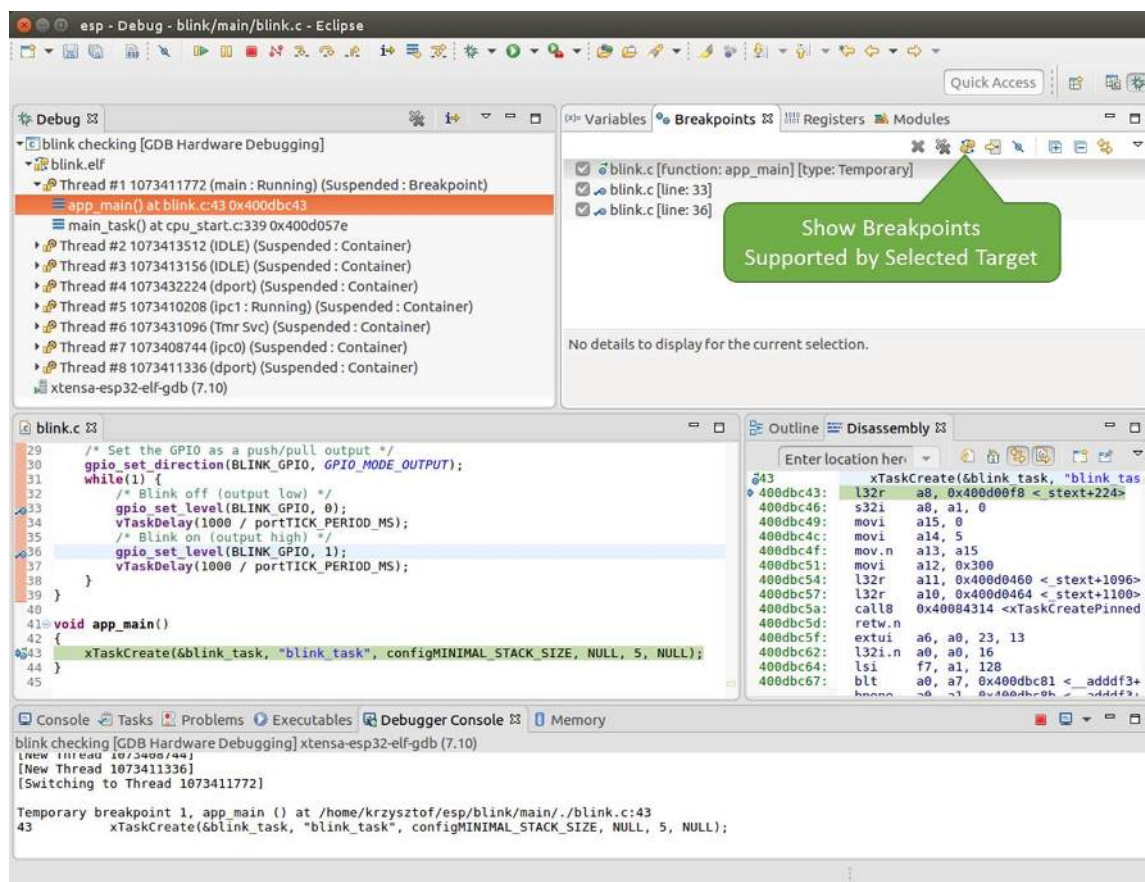 esp - Debug - blink/main/blink.c - Eclipse
Quick Access
Debug
blink checking [GDB Hardware Debugging]
blink.elf
Thread #1 1073411772 (main : Running) (Suspended : Breakpoint)
app_main() at blink.c:43 0x400dbc43
main_task() at cpu_start.c:339 0x400d057e
Thread #2 1073413512 (IDLE) (Suspended : Container)
Thread #3 1073413156 (IDLE) (Suspended : Container)
Thread #4 1073432224 (dport) (Suspended : Container)
Thread #5 1073410208 (ipc1 : Running) (Suspended : Container)
Thread #6 1073431096 (Tmr Svc) (Suspended : Container)
Thread #7 1073408744 (ipc0) (Suspended : Container)
Thread #8 1073411336 (dport) (Suspended : Container)
xtensa-esp32-elf-gdb (7.10)
(x)= Variables Breakpoints Registers Modules
blink.c [function: app_main] [type: Temporary]
blink.c [line: 33]
blink.c [line: 36]
Show Breakpoints
Supported by Selected Target
No details to display for the current selection.
blink.c
29 /* Set the GPIO as a push/pull output */
30 gpio_set_direction(BLINK_GPIO, GPIO_MODE_OUTPUT);
31 while(1) {
32 /* Blink off (output low) */
33 gpio_set_level(BLINK_GPIO, 0);
34 vTaskDelay(1000 / portTICK_PERIOD_MS);
35 /* Blink on (output high) */
36 gpio_set_level(BLINK_GPIO, 1);
37 vTaskDelay(1000 / portTICK_PERIOD_MS);
38 }
39 }
40
41 void app_main()
42 {
43 xTaskCreate(&blink_task, "blink_task", configMINIMAL_STACK_SIZE, NULL, 5, NULL);
44 }
45
Outline Disassembly
Enter location her
43 xTaskCreate(&blink_task, "blink_tas
400dbc43: l32r a8, 0x400d00f8 <_stext+224>
400dbc46: s32i a8, a1, 0
400dbc49: movi a15, 0
400dbc4c: movi a14, 5
400dbc4f: mov.n a13, a15
400dbc51: movi a12, 0x300
400dbc54: l32r a11, 0x400d0460 <_stext+1096>
400dbc57: l32r a10, 0x400d0464 <_stext+1100>
400dbc5a: call8 0x40084314 <xTaskCreatePinned
400dbc5d: retw.n
400dbc5f: extui a6, a0, 23, 13
400dbc62: l32i.n a0, a0, 16
400dbc64: lsi f7, a1, 128
400dbc67: blt a0, a7, 0x400dbc81 <__adddf3+
Console Tasks Problems Executables Debugger Console Memory
blink checking [GDB Hardware Debugging] xtensa-esp32-elf-gdb (7.10)
[New Thread 1073408744]
[New Thread 1073411336]
[Switching to Thread 1073411772]
Temporary breakpoint 1, app_main () at /home/krzysztof/esp/blink/main/./blink.c:43
43 xTaskCreate(&blink_task, "blink_task", configMINIMAL_STACK_SIZE, NULL, 5, NULL);